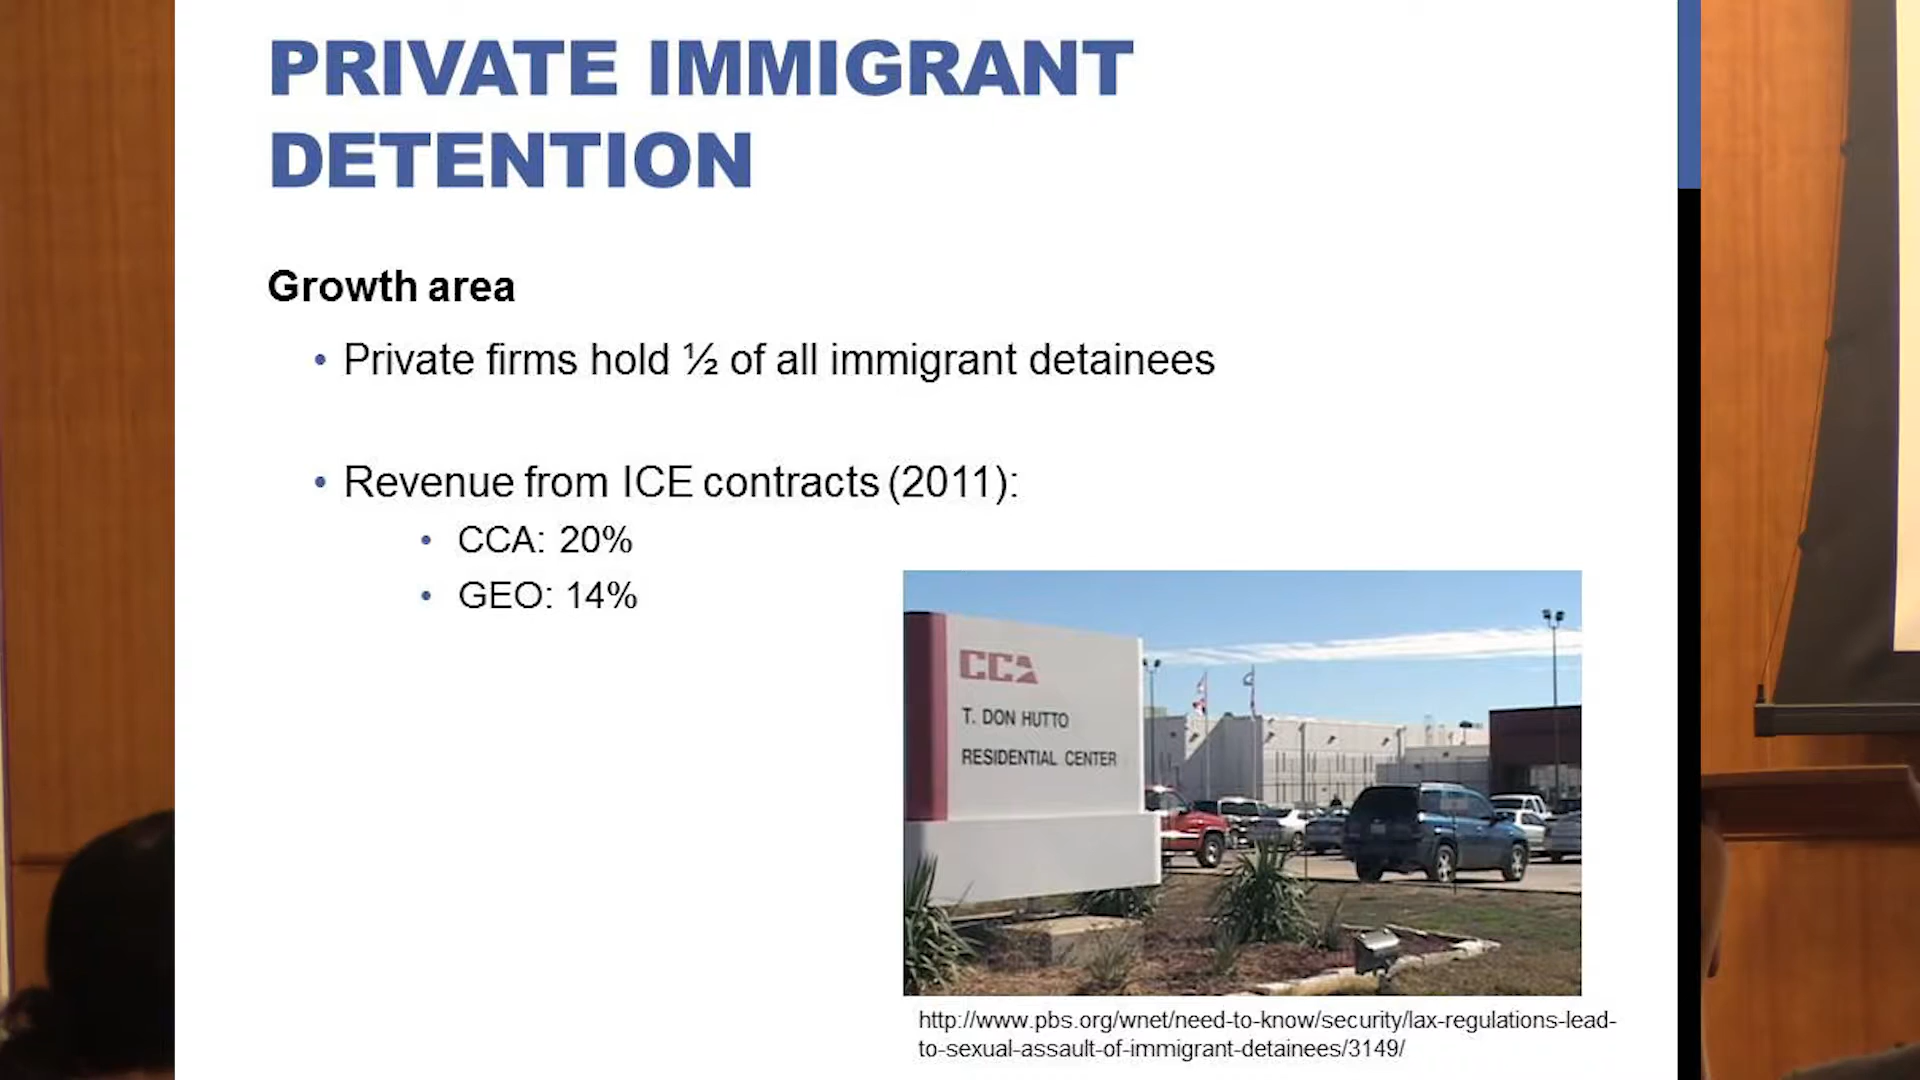 PRIVATE IMMIGRANT
DETENTION
Growth area
• Private firms hold ½ of all immigrant detainees
• Revenue from ICE contracts (2011):
• CCA: 20%
• GEO: 14%
CCA
T. DON HUTTO
RESIDENTIAL CENTER
http://www.pbs.org/wnet/need-to-know/security/lax-regulations-lead-
to-sexual-assault-of-immigrant-detainees/3149/